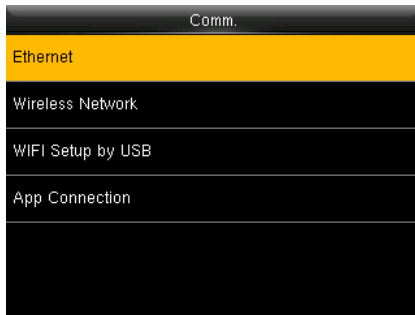 Comm.
Ethernet
Wireless Network
WIFI Setup by USB
App Connection